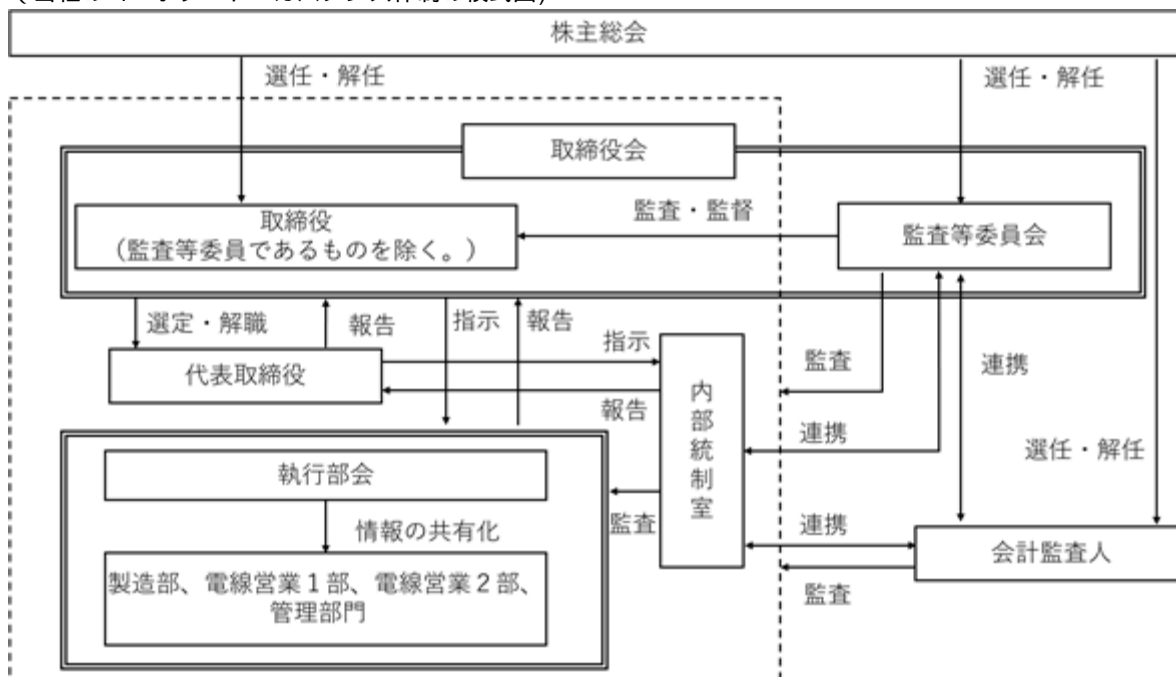 株主総会
選任・解任
選任・解任
取締役会
取締役
（監査等委員であるものを除く。）
監査・監督
監査等委員会
選定・解職
報告
指示
報告
代表取締役
指示
報告
内部統制室
監査
連携
連携
選任・解任
執行部会
情報の共有化
監査
製造部、電線営業１部、電線営業２部、
管理部門
連携
監査
会計監査人